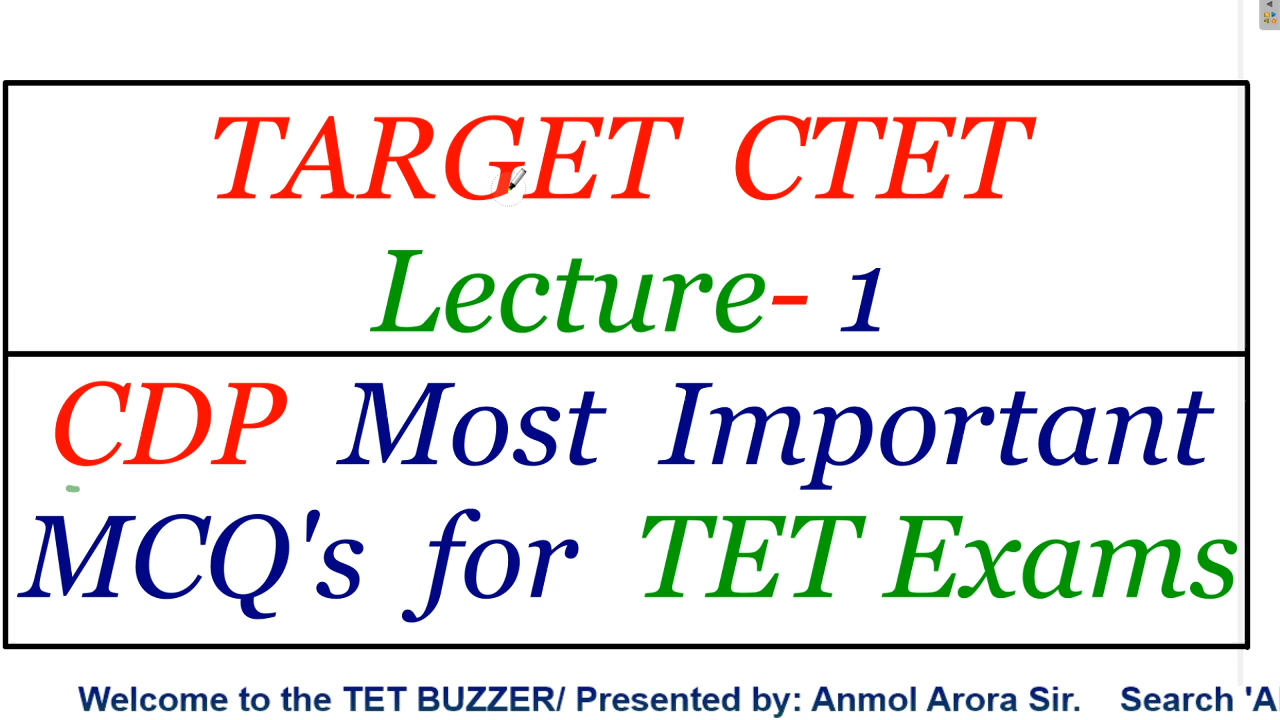 TARGET CTET
Lecture- 1
CDP Most Important
MCQ's for TET Exams
Welcome to the TET BUZZER/ Presented by: Anmol Arora Sir. Search